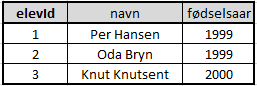 elevId navn fødselsaar
1 Per Hansen 1999
2 Oda Bryn 1999
3 Knut Knutsent 2000